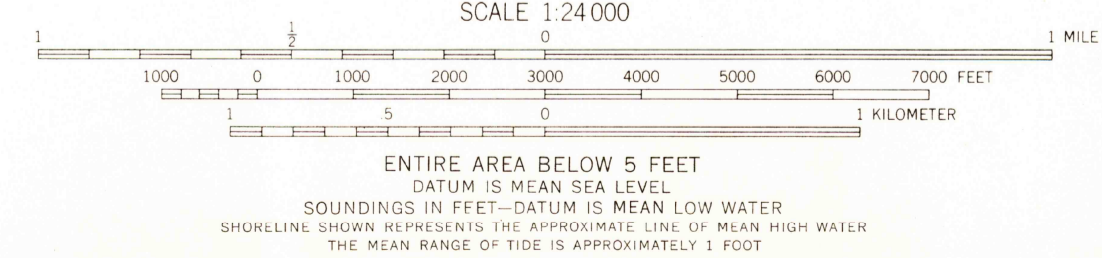 SCALE 1:24 000
1 1/2 0 1 MILE
1000 0 1000 2000 3000 4000 5000 6000 7000 FEET
1 .5 0 1 KILOMETER
ENTIRE AREA BELOW 5 FEET
DATUM IS MEAN SEA LEVEL
SOUNDINGS IN FEET—DATUM IS MEAN LOW WATER
SHORELINE SHOWN REPRESENTS THE APPROXIMATE LINE OF MEAN HIGH WATER
THE MEAN RANGE OF TIDE IS APPROXIMATELY 1 FOOT